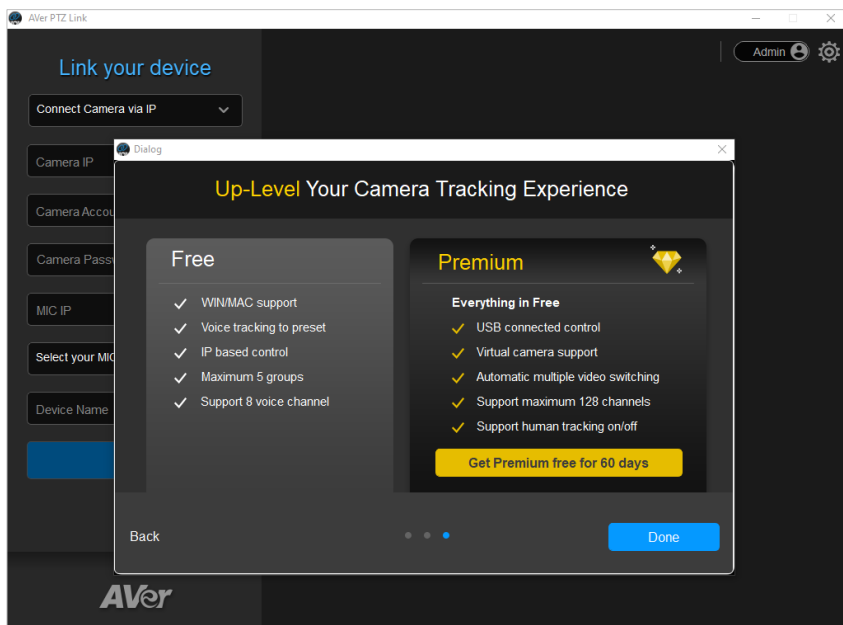 AVer PTZ Link
Link your device
Admin
Connect Camera via IP
Camera IP
Camera Accou
Camera Passw
MIC IP
Select your MIC
Device Name
Dialog
Up-Level Your Camera Tracking Experience
Free
WIN/MAC support
Voice tracking to preset
IP based control
Maximum 5 groups
Support 8 voice channel
Premium
Everything in Free
USB connected control
Virtual camera support
Automatic multiple video switching
Support maximum 128 channels
Support human tracking on/off
Get Premium free for 60 days
Back
Done
AVer